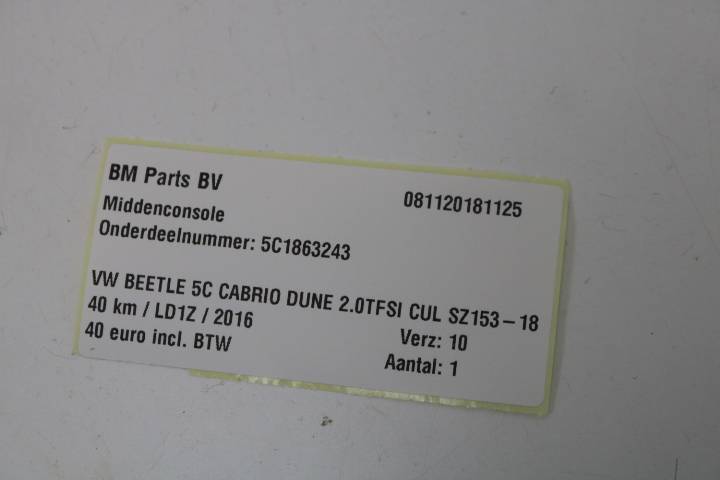 BM Parts BV
081120181125
Middenconsole
Onderdeelnummer: 5C1863243
VW BEETLE 5C CABRIO DUNE 2.0TFSI CUL SZ153-18
40 km / LD1Z / 2016
Verz: 10
40 euro incl. BTW
Aantal: 1